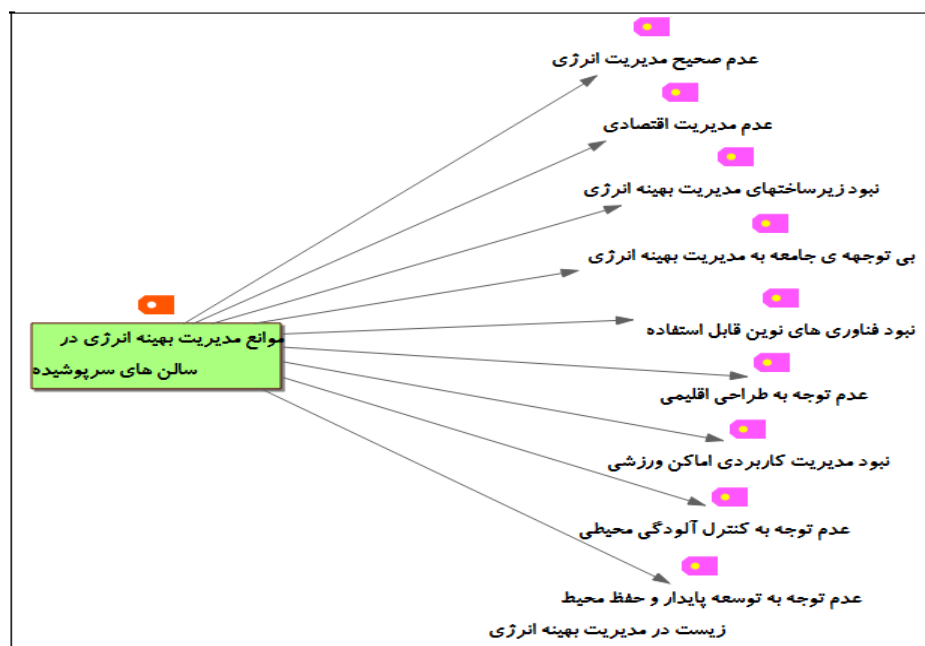 عدم صحیح مدیریت انرژی
عدم مدیریت اقتصادی
نبود زیرساختهای مدیریت بهینه انرژی
بی توجهه ی جامعه به مدیریت بهینه انرژی
نبود فناوری های نوین قابل استفاده
عدم توجه به طراحی اقلیمی
نبود مدیریت کاربردی اماکن ورزشی
عدم توجه به کنترل آلودگی محیطی
عدم توجه به توسعه پایدار و حفظ محیط
زیست در مدیریت بهینه انرژی
موانع مدیریت بهینه انرژی در
سالن های سرپوشیده